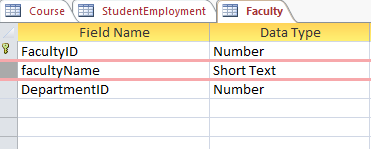 Course StudentEmployment Faculty
Field Name Data Type
FacultyID Number
facultyName Short Text
DepartmentID Number